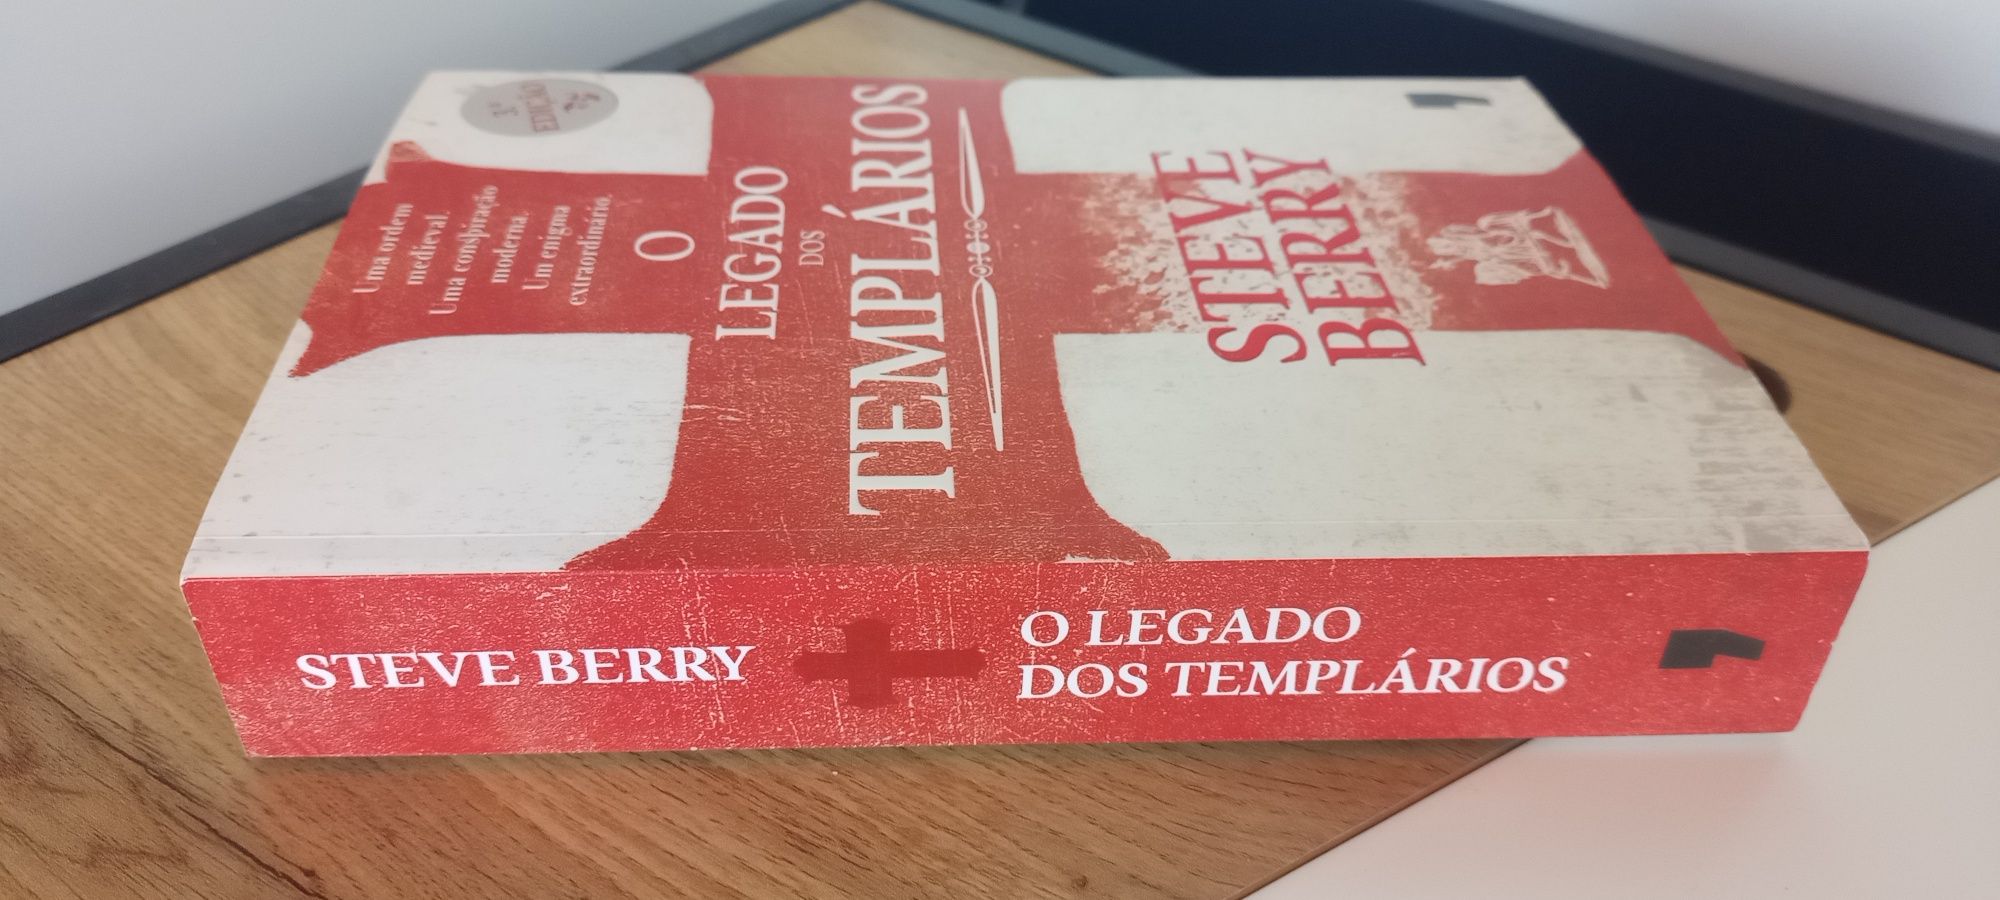 3.ª
EDIÇÃO
Uma ordem
medieval.
Uma conspiração
moderna.
Um enigma
extraordinário.
O
LEGADO
DOS
TEMPLÁRIOS
STEVE
BERRY
STEVE BERRY
O LEGADO
DOS TEMPLÁRIOS